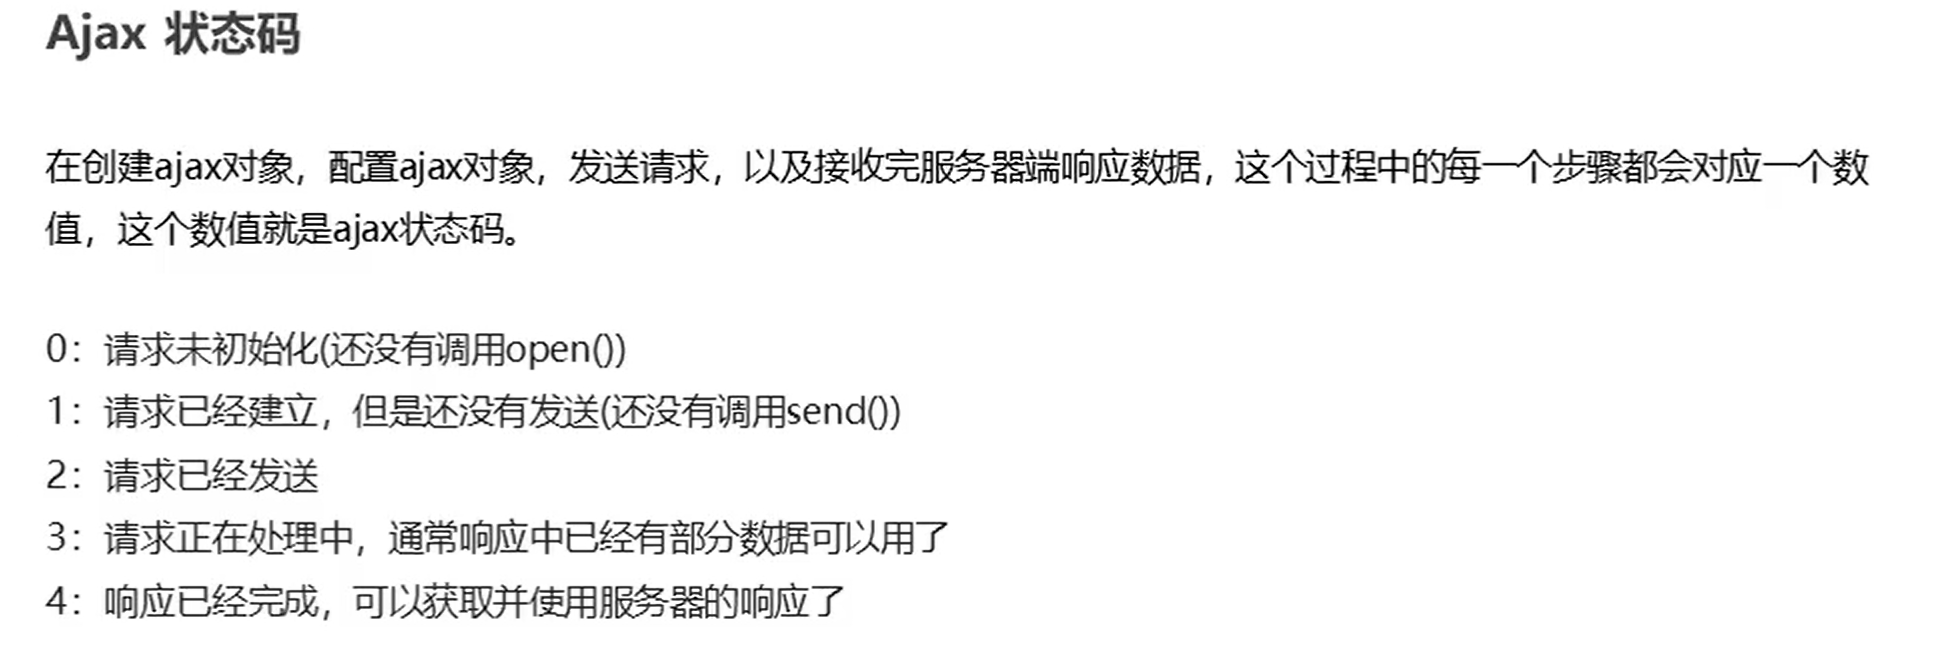 Ajax 状态码
在创建ajax对象，配置ajax对象，发送请求，以及接收完服务器端响应数据，这个过程中的每一个步骤都会对应一个数
值，这个数值就是ajax状态码。
0：请求未初始化(还没有调用open())
1：请求已经建立，但是还没有发送(还没有调用send())
2：请求已经发送
3：请求正在处理中，通常响应中已经有部分数据可以用了
4：响应已经完成，可以获取并使用服务器的响应了